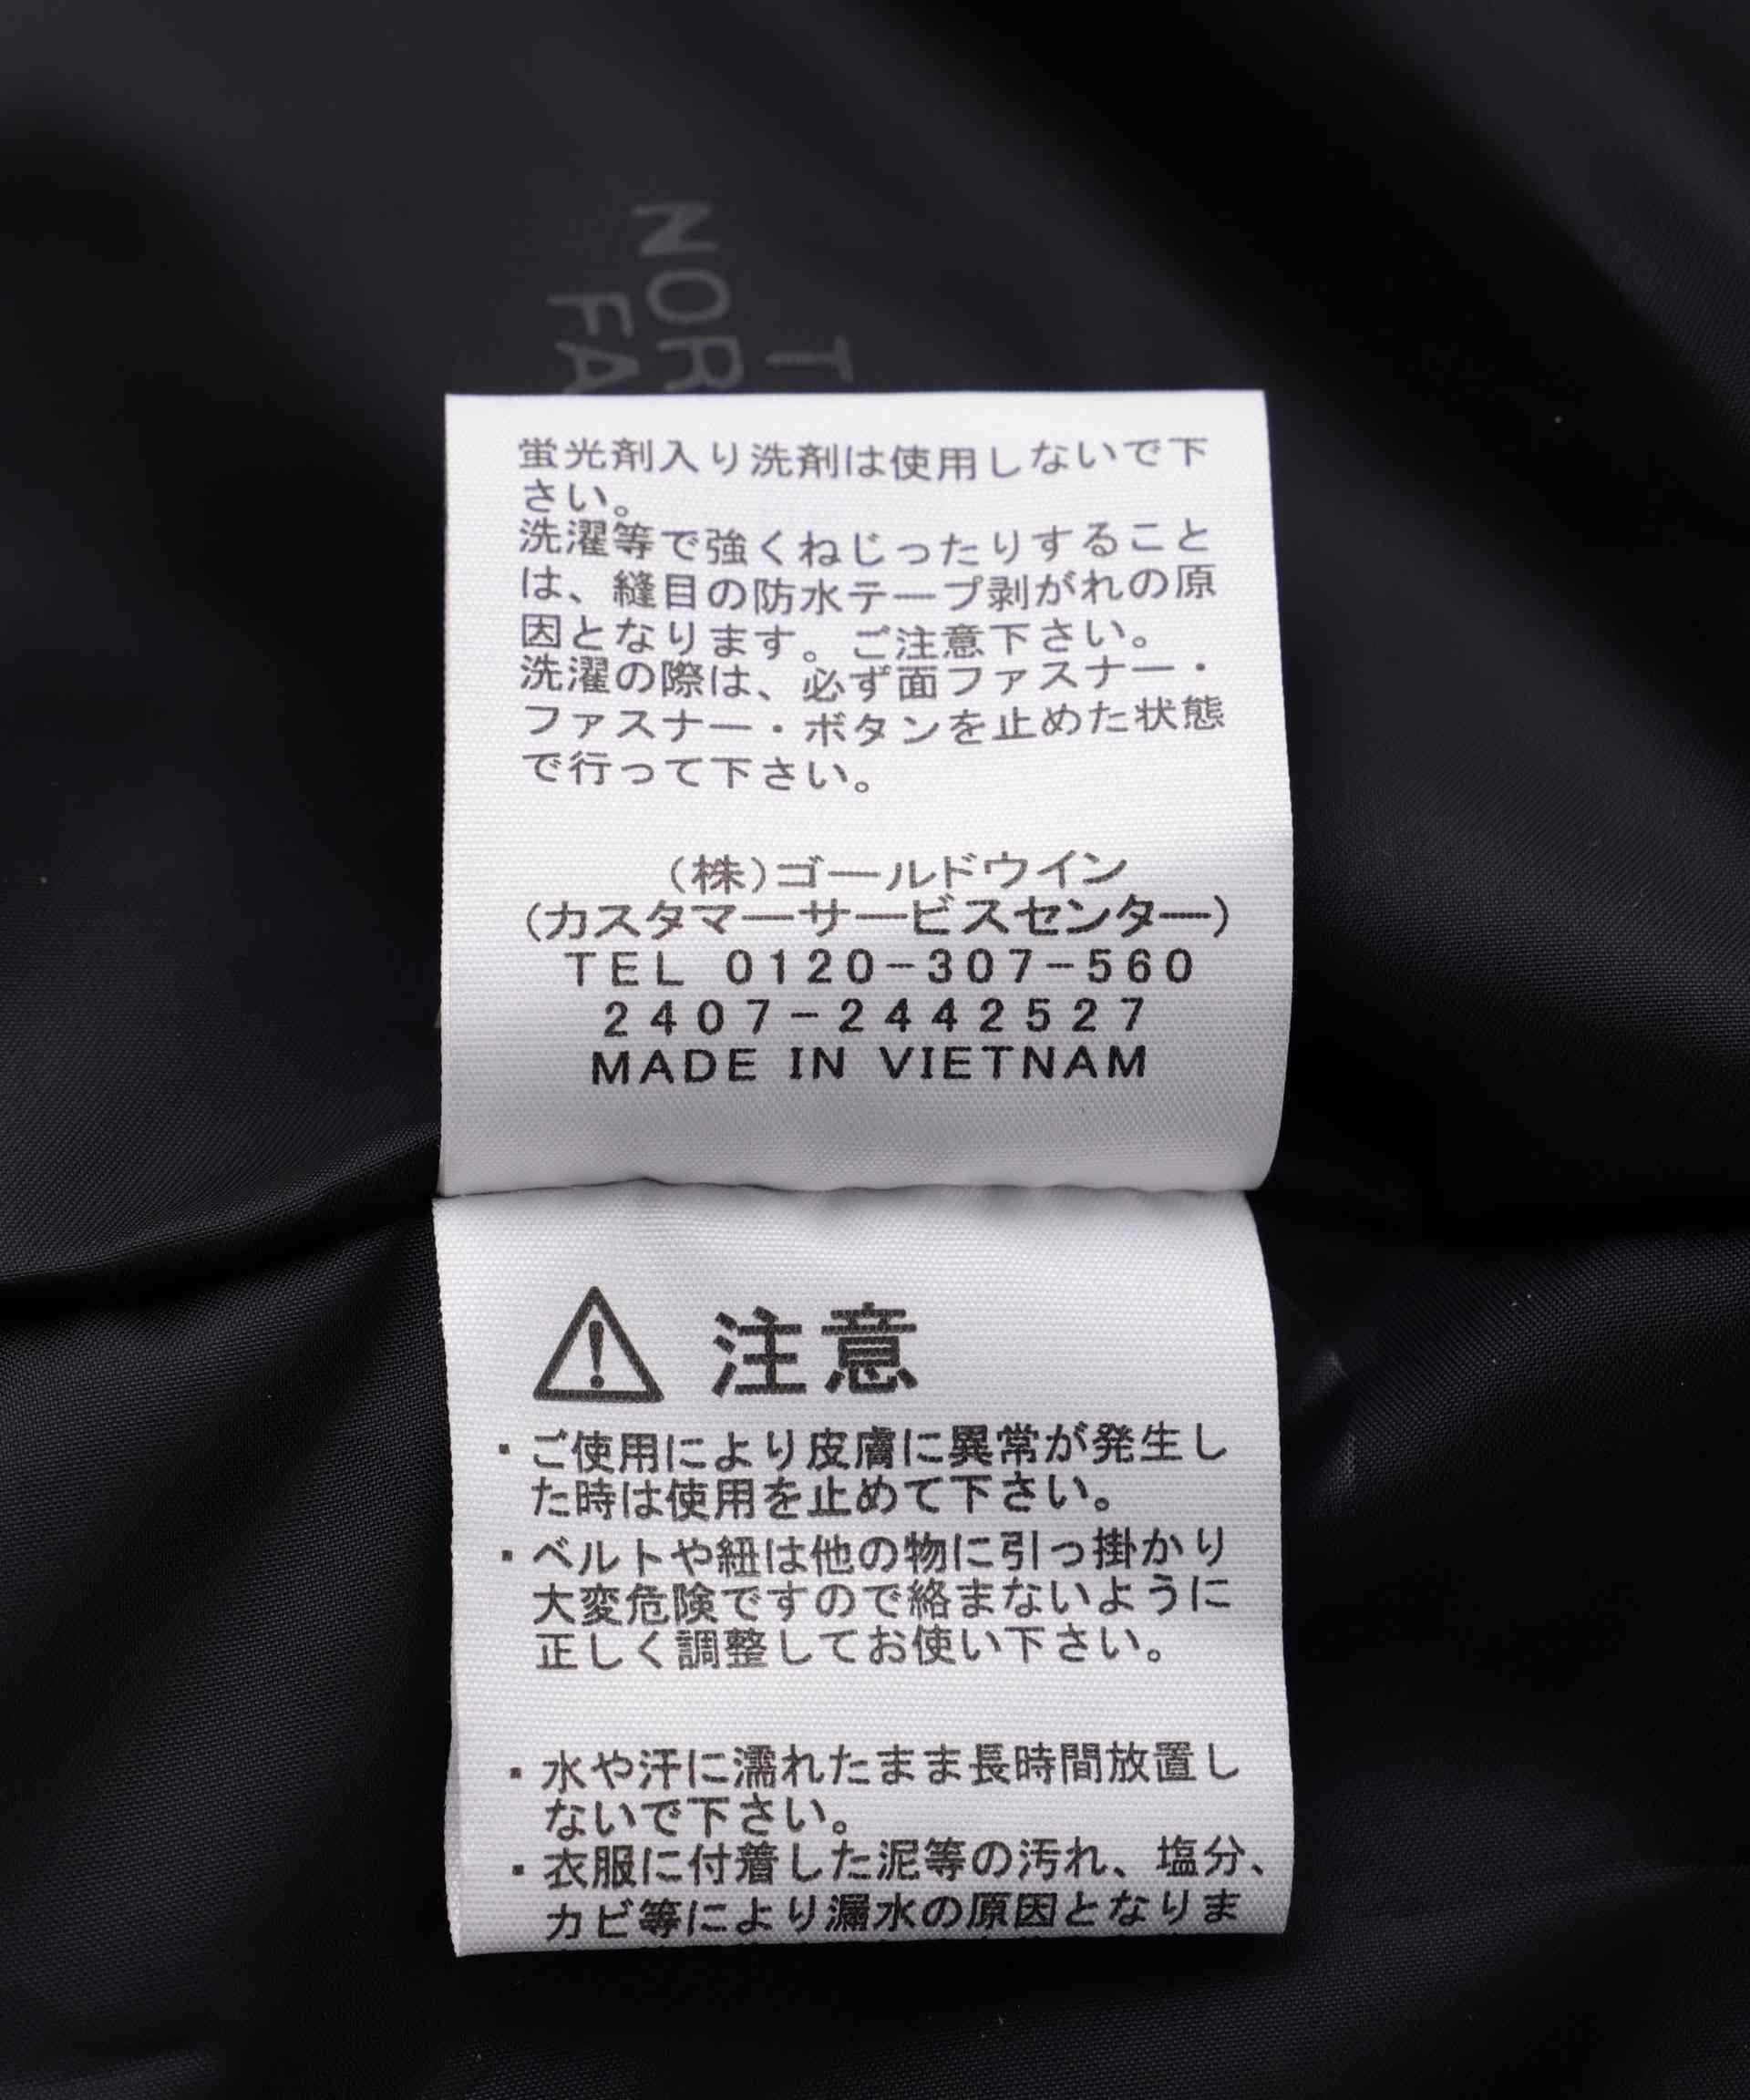 NOR
FA
T
蛍光剤入り洗剤は使用しないで下
さい。
洗濯等で強くねじったりすること
は、縫目の防水テープ剥がれの原
因となります。ご注意下さい。
洗濯の際は、必ず面ファスナー・
ファスナー・ボタンを止めた状態
で行って下さい。
(株)ゴールドウイン
(カスタマーサービスセンター)
TEL 0120-307-560
2407-2442527
MADE IN VIETNAM
注意
・ご使用により皮膚に異常が発生し
た時は使用を止めて下さい。
・ベルトや紐は他の物に引っ掛かり
大変危険ですので絡まないように
正しく調整してお使い下さい。
・水や汗に濡れたまま長時間放置し
ないで下さい。
・衣服に付着した泥等の汚れ、塩分、
カビ等により漏水の原因となりま